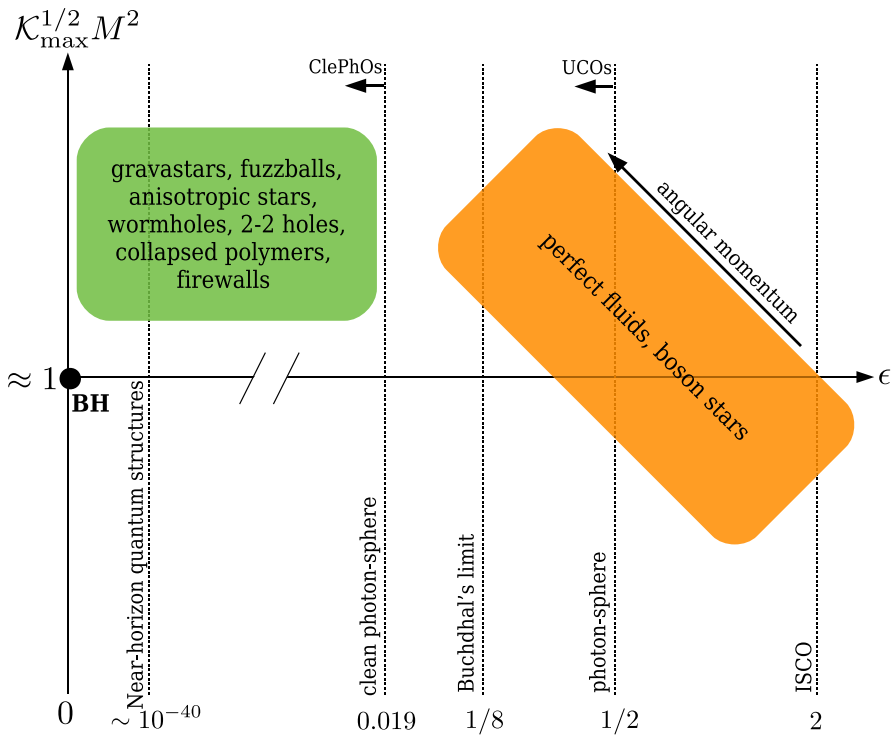 𝒦_max^{1/2} M²
ClePhOs
UCOs
gravastars, fuzzballs,
anisotropic stars,
wormholes, 2-2 holes,
collapsed polymers,
firewalls
angular momentum
perfect fluids, boson stars
≈ 1
BH
ϵ
Near-horizon quantum structures
clean photon-sphere
Buchdhal's limit
photon-sphere
ISCO
0
∼ 10⁻⁴⁰
0.019
1/8
1/2
2